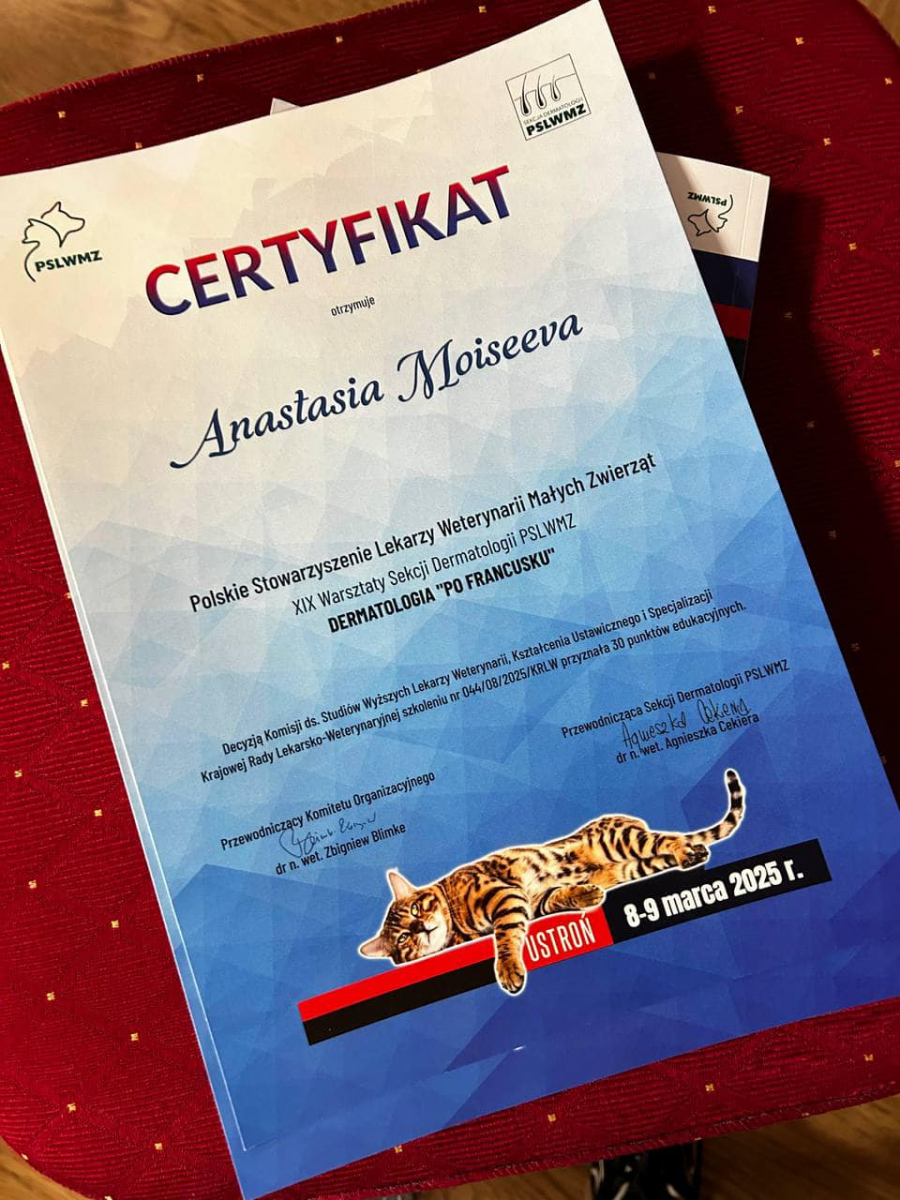 SEKCJA DERMATOLOGII
PSLWMZ
PSLWMZ
PSLWMZ
CERTYFIKAT
otrzymuje
Anastasia Moiseeva
Polskie Stowarzyszenie Lekarzy Weterynarii Małych Zwierząt
XIX Warsztaty Sekcji Dermatologii PSLWMZ
DERMATOLOGIA "PO FRANCUSKU"
Decyzją Komisji ds. Studiów Wyższych Lekarzy Weterynarii, Kształcenia Ustawicznego i Specjalizacji
Krajowej Rady Lekarsko-Weterynaryjnej szkoleniu nr 044/08/2025/KRLW przyznała 30 punktów edukacyjnych.
Przewodniczący Komitetu Organizacyjnego
dr n. wet. Zbigniew Blimke
Przewodnicząca Sekcji Dermatologii PSLWMZ
Agnieszka Cekiera
dr n. wet. Agnieszka Cekiera
USTROŃ
8-9 marca 2025 r.